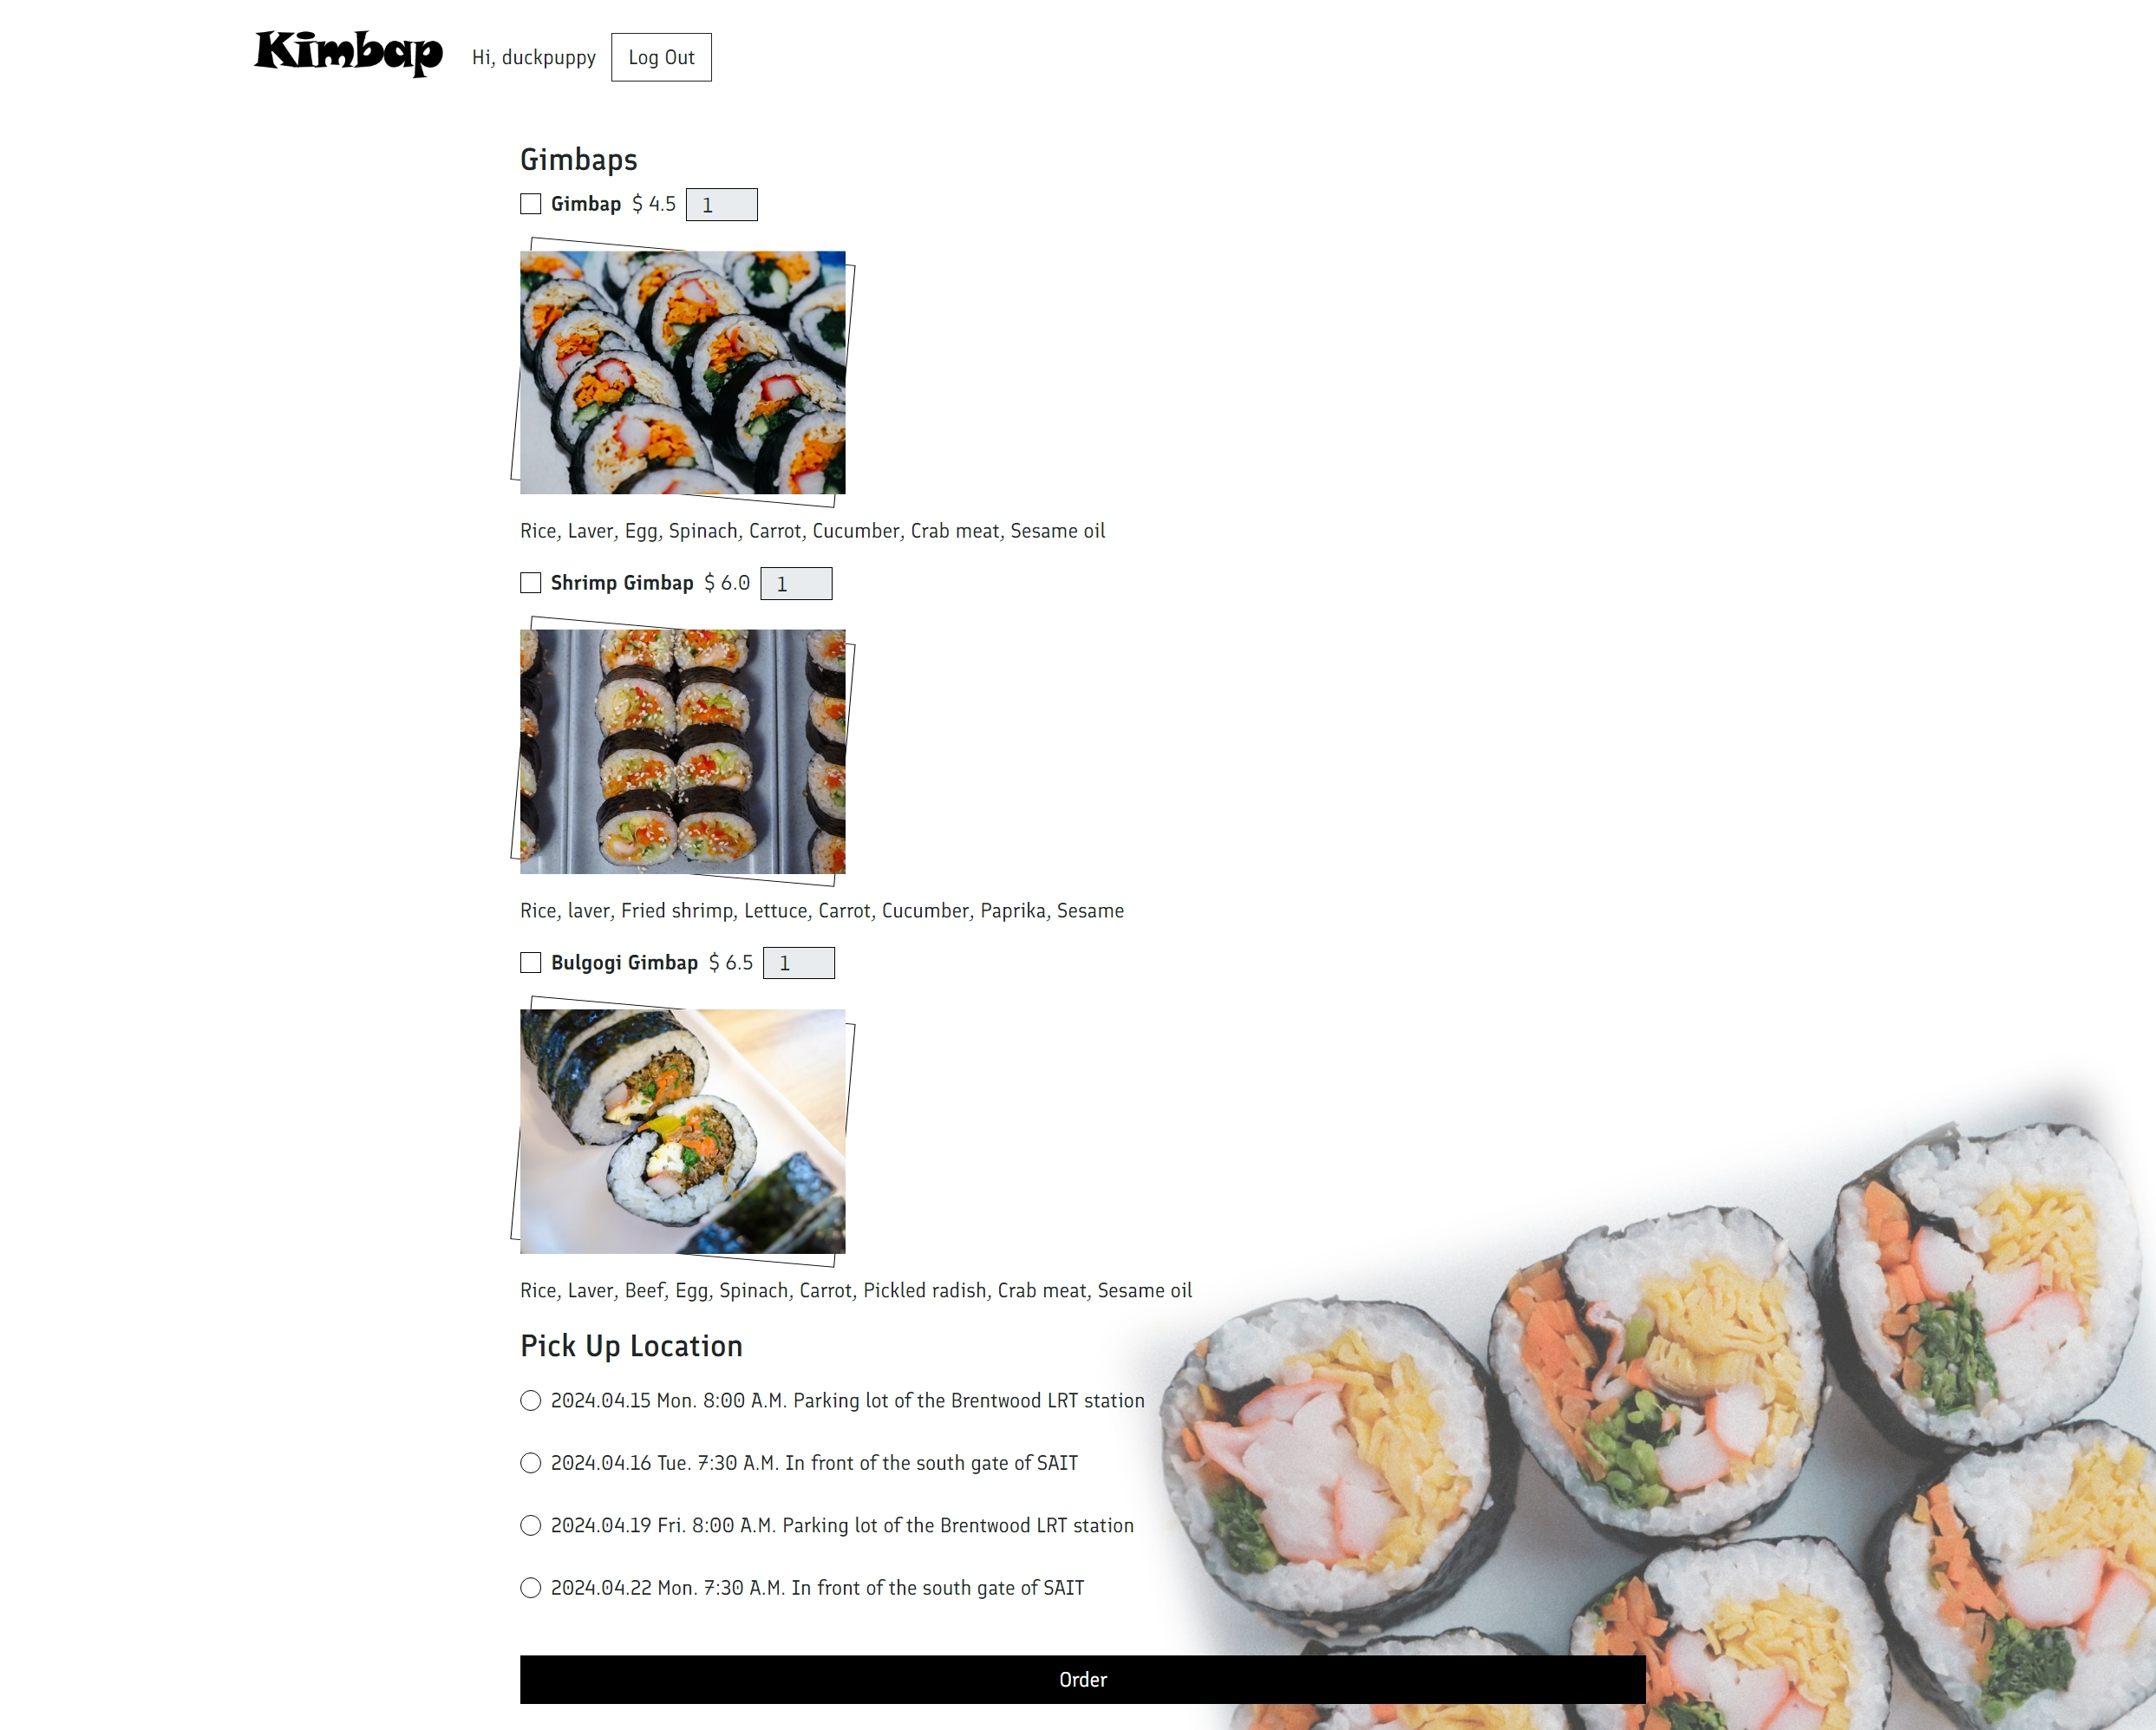 Kimbap Hi, duckpuppy Log Out
Gimbaps
Gimbap $ 4.5 1
Rice, Laver, Egg, Spinach, Carrot, Cucumber, Crab meat, Sesame oil
Shrimp Gimbap $ 6.0 1
Rice, laver, Fried shrimp, Lettuce, Carrot, Cucumber, Paprika, Sesame
Bulgogi Gimbap $ 6.5 1
Rice, Laver, Beef, Egg, Spinach, Carrot, Pickled radish, Crab meat, Sesame oil
Pick Up Location
2024.04.15 Mon. 8:00 A.M. Parking lot of the Brentwood LRT station
2024.04.16 Tue. 7:30 A.M. In front of the south gate of SAIT
2024.04.19 Fri. 8:00 A.M. Parking lot of the Brentwood LRT station
2024.04.22 Mon. 7:30 A.M. In front of the south gate of SAIT
Order